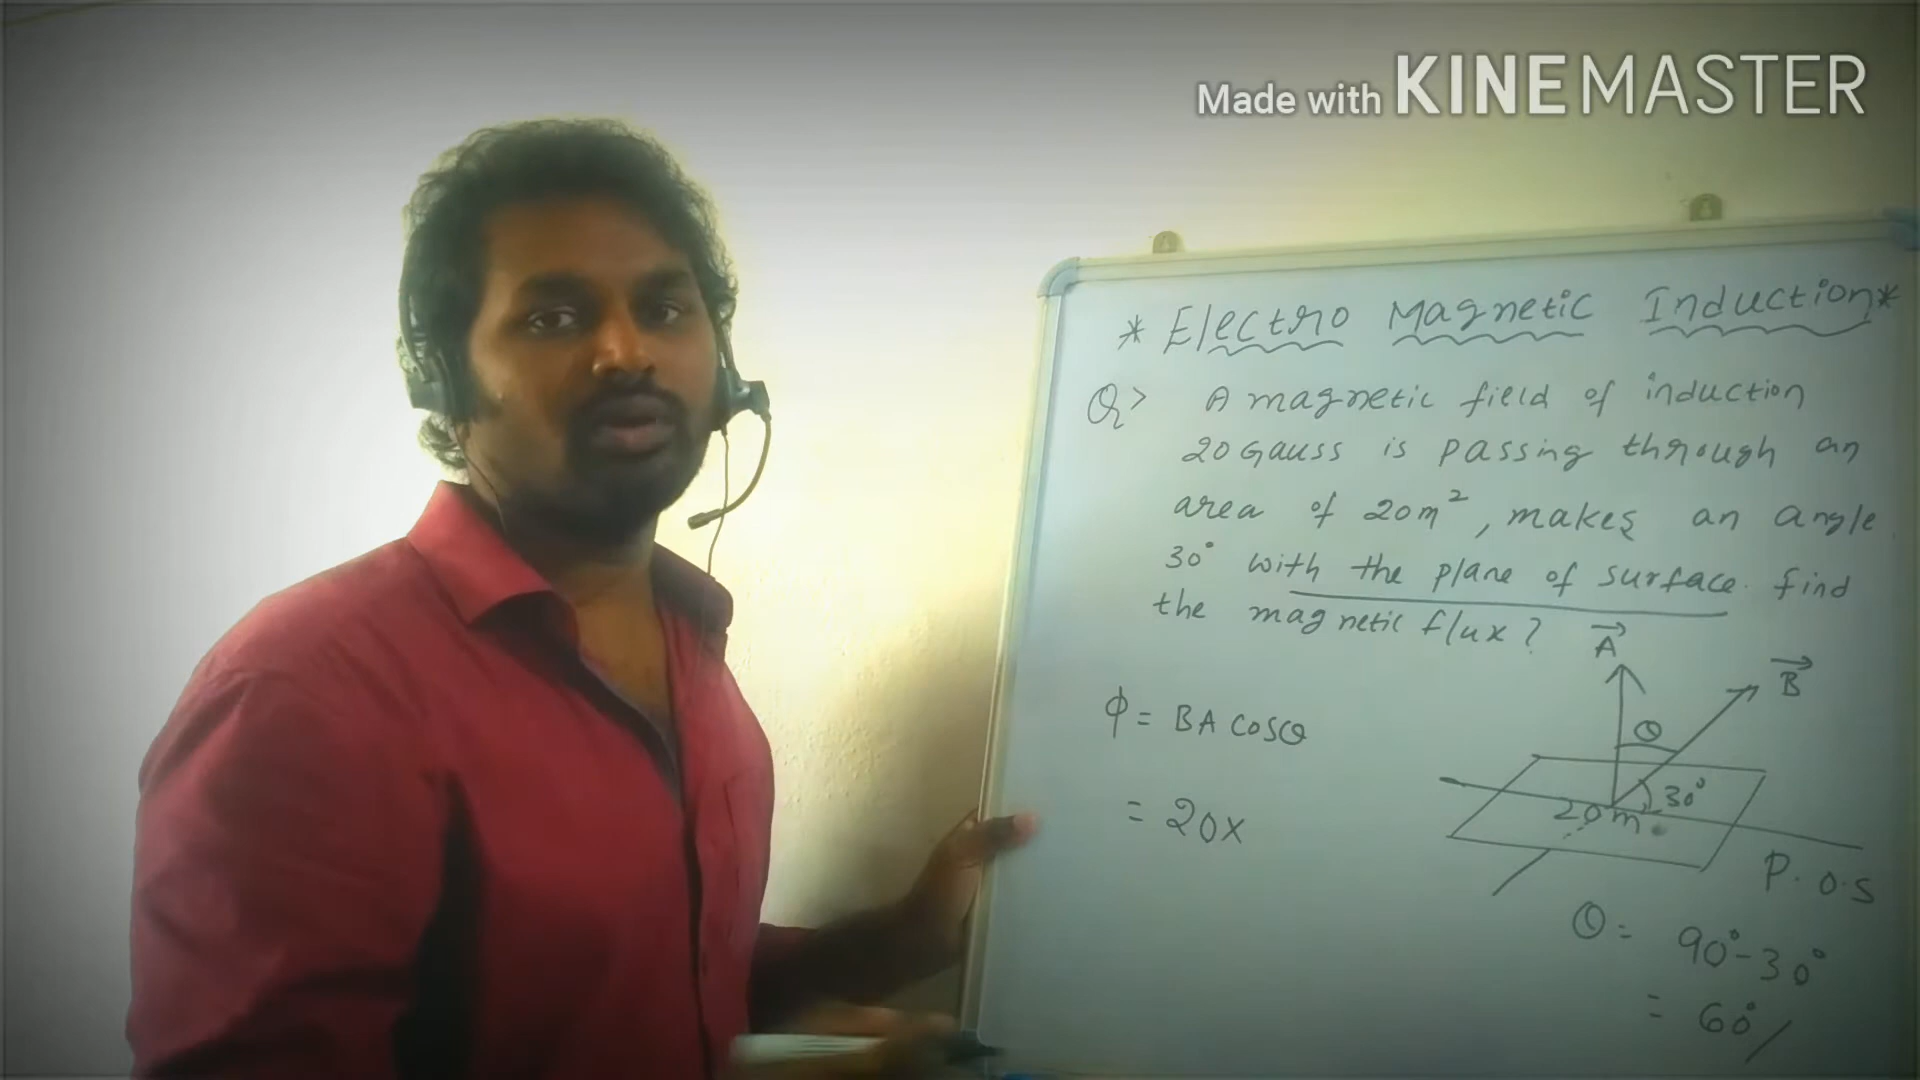 Made with KINEMASTER
* Electro Magnetic Induction *
Q> A magnetic field of induction
20 Gauss is passing through an
area of 20m², makes an angle
30° with the plane of surface. find
the magnetic flux?
A
B
ϕ = BA cosθ
θ
30°
20m
= 20x
P.O.S
θ = 90°-30°
= 60°